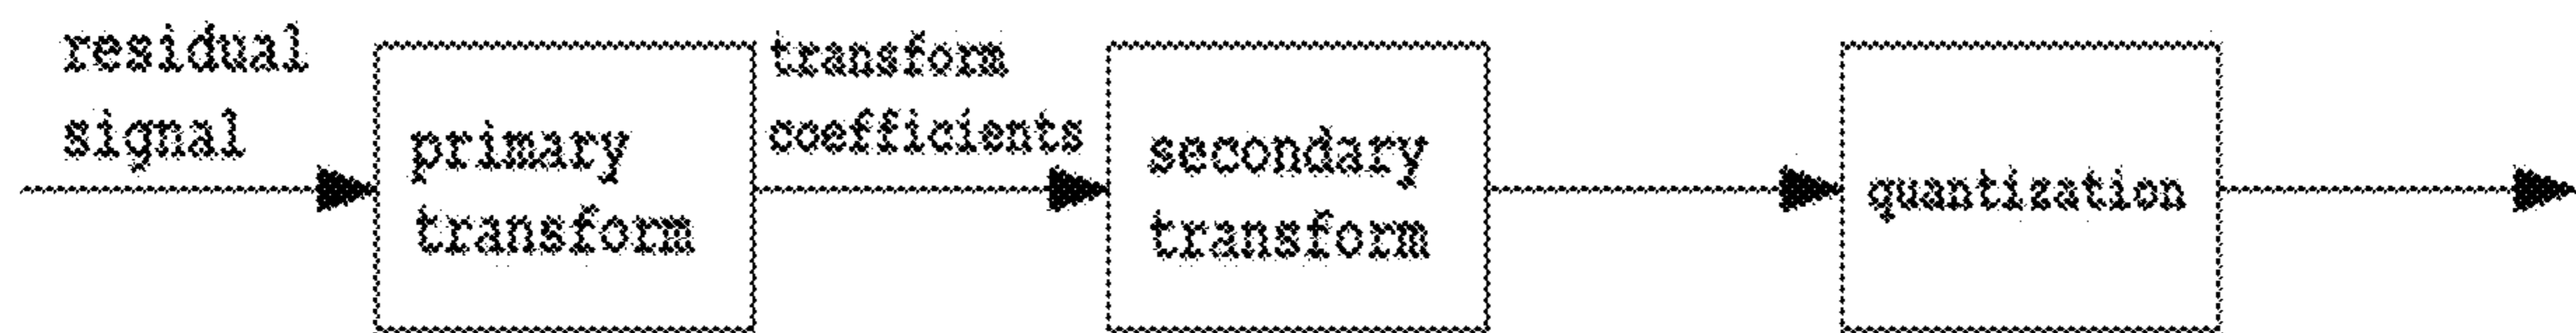 residual
signal
primary
transform
transform
coefficients
secondary
transform
quantization